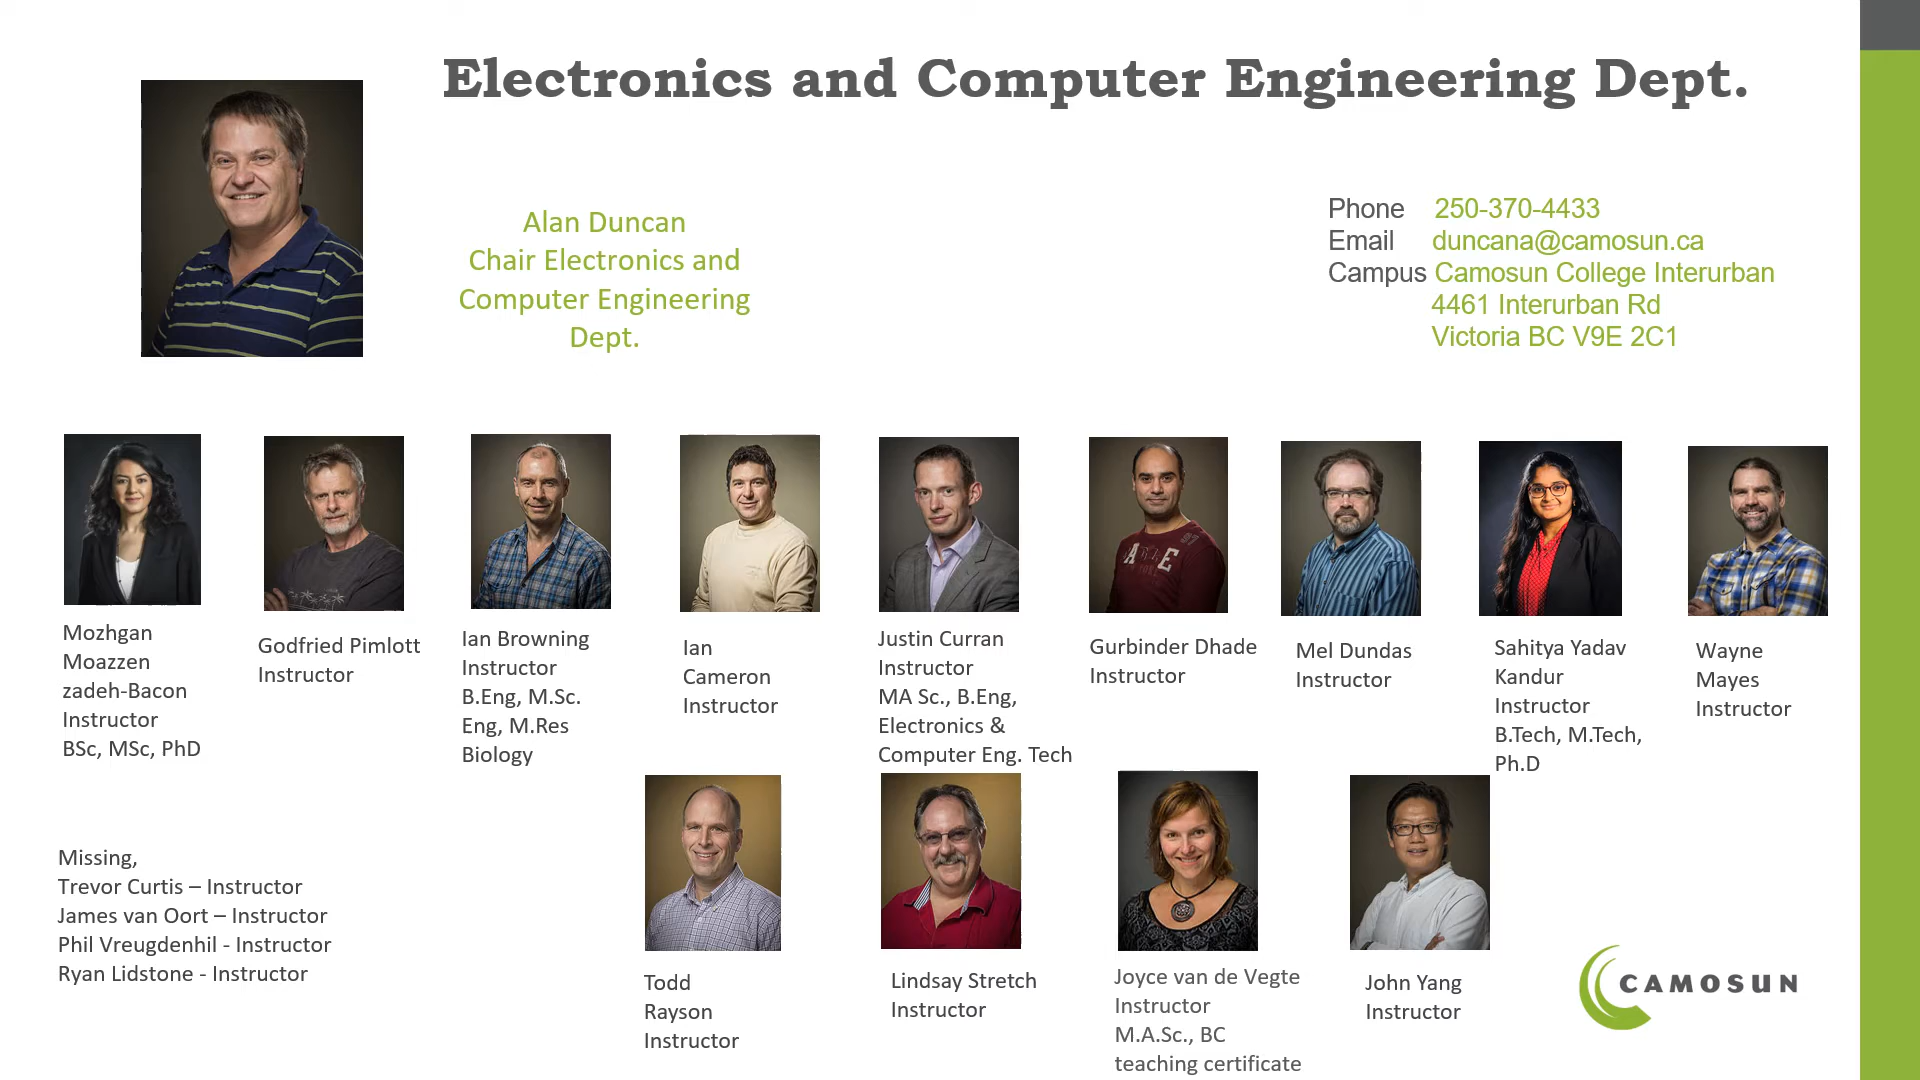 Electronics and Computer Engineering Dept.
Alan Duncan
Chair Electronics and
Computer Engineering
Dept.
Phone 250-370-4433
Email duncana@camosun.ca
Campus Camosun College Interurban
4461 Interurban Rd
Victoria BC V9E 2C1
Mozhgan
Moazzen
zadeh-Bacon
Instructor
BSc, MSc, PhD
Godfried Pimlott
Instructor
Ian Browning
Instructor
B.Eng, M.Sc.
Eng, M.Res
Biology
Ian
Cameron
Instructor
Justin Curran
Instructor
MA Sc., B.Eng,
Electronics &
Computer Eng. Tech
Gurbinder Dhade
Instructor
Mel Dundas
Instructor
Sahitya Yadav
Kandur
Instructor
B.Tech, M.Tech,
Ph.D
Wayne
Mayes
Instructor
Missing,
Trevor Curtis – Instructor
James van Oort – Instructor
Phil Vreugdenhil - Instructor
Ryan Lidstone - Instructor
Todd
Rayson
Instructor
Lindsay Stretch
Instructor
Joyce van de Vegte
Instructor
M.A.Sc., BC
teaching certificate
John Yang
Instructor
CAMOSUN